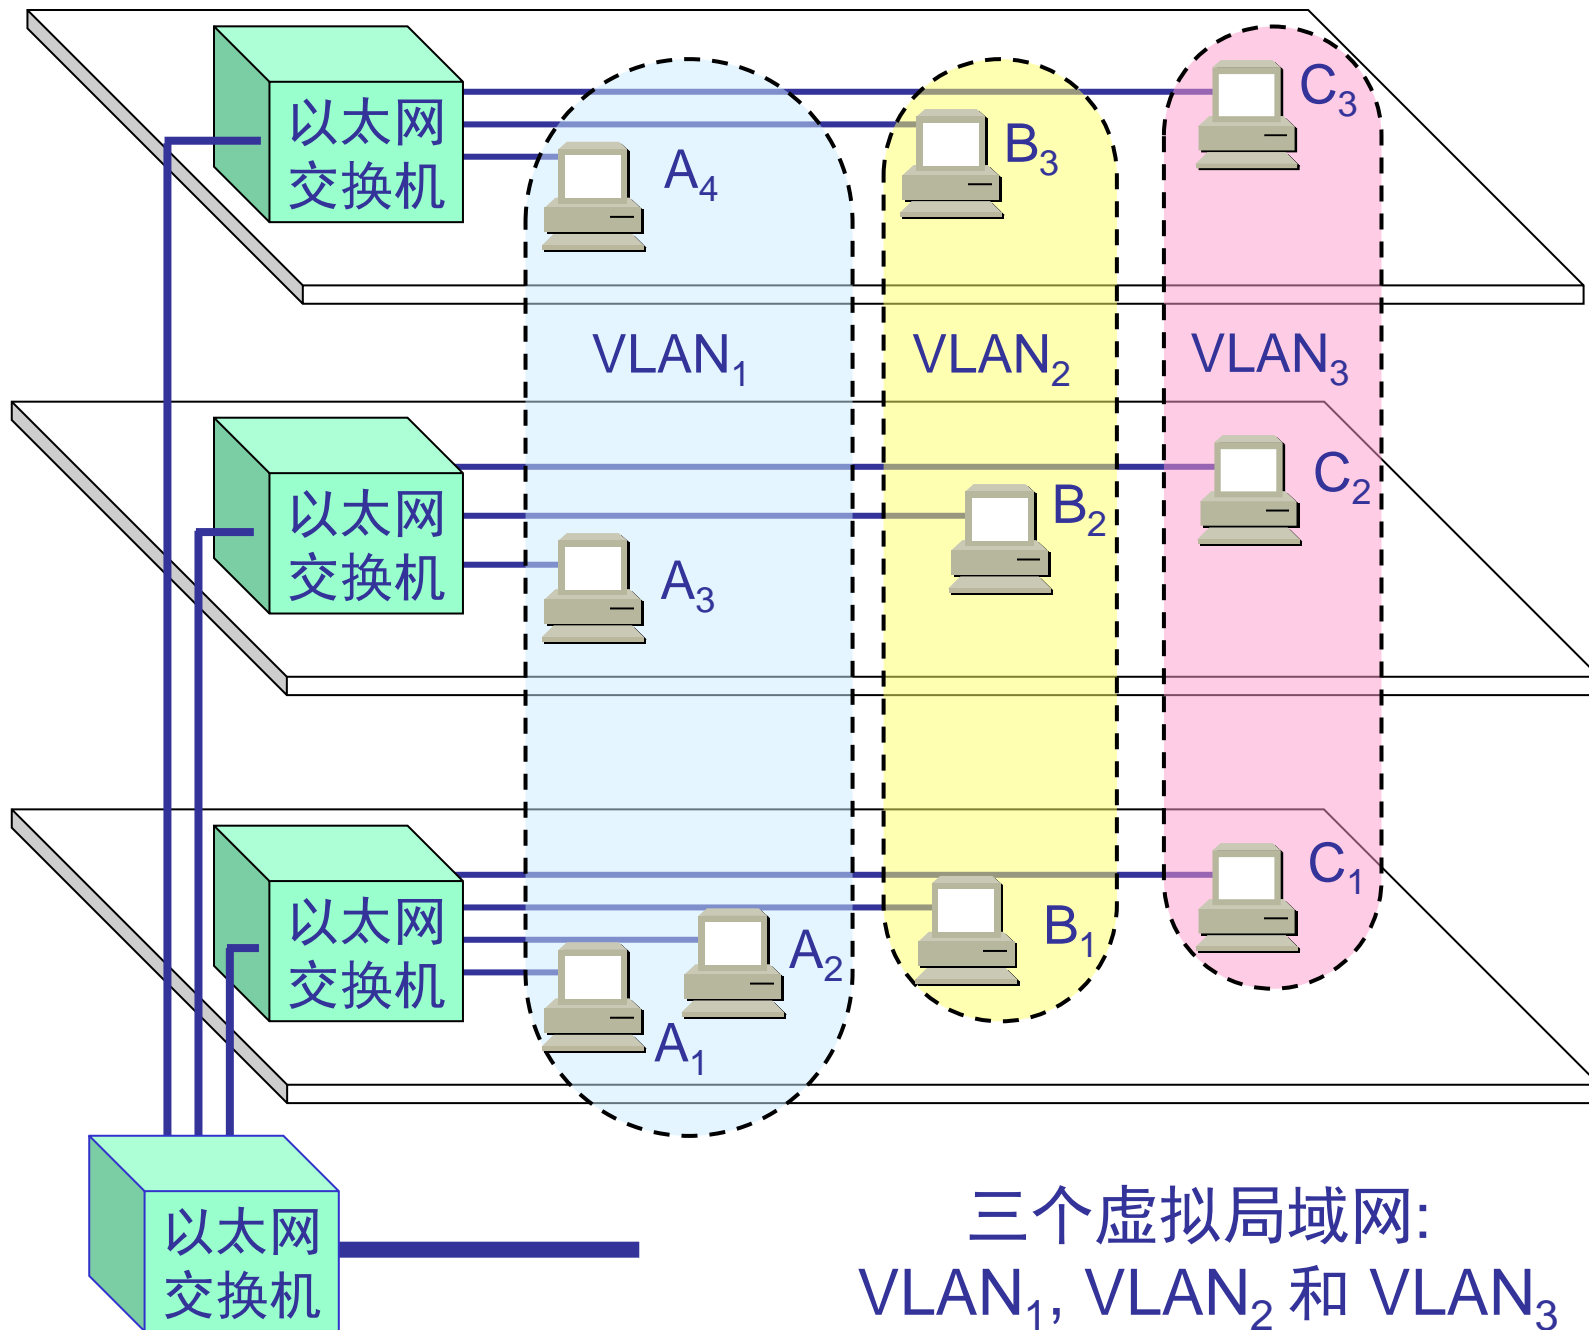 以太网
交换机
A4
B3
C3
VLAN1
VLAN2
VLAN3
以太网
交换机
A3
B2
C2
以太网
交换机
A1
A2
B1
C1
以太网
交换机
三个虚拟局域网:
VLAN1, VLAN2 和 VLAN3